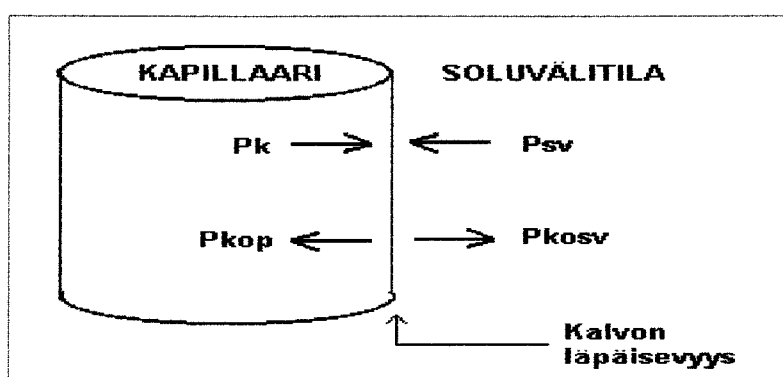 KAPILLAARI SOLUVÄLITILA
Pk Psv
Pkop Pkosv
Kalvon
läpäisevyys